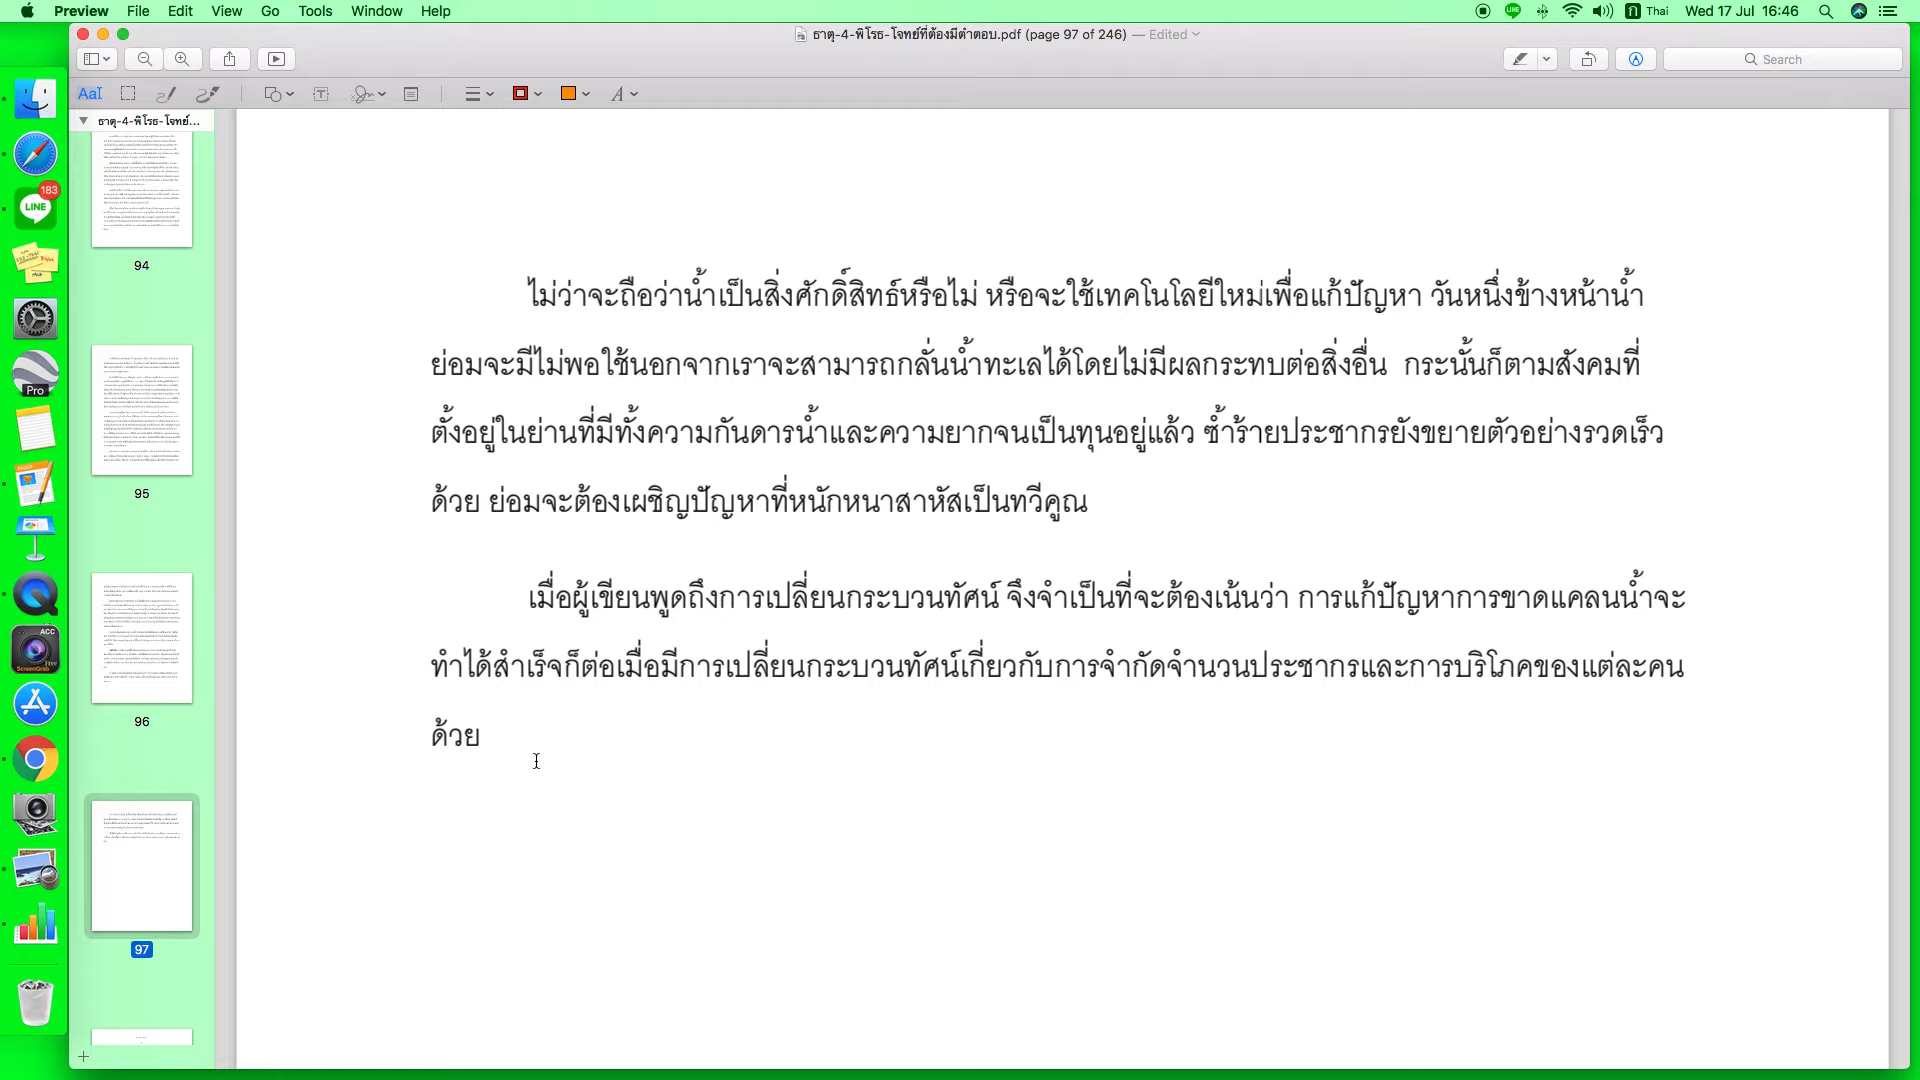 Preview File Edit View Go Tools Window Help
Thai Wed 17 Jul 16:46
ธาตุ-4-พิโรธ-โจทย์ที่ต้องมีคำตอบ.pdf (page 97 of 246) — Edited
Search
ธาตุ-4-พิโรธ-โจทย์...
94
95
96
97
183
LINE
Pro
ACC
ScreenGrab
Free
ไม่ว่าจะถือว่าน้ำเป็นสิ่งศักดิ์สิทธ์หรือไม่ หรือจะใช้เทคโนโลยีใหม่เพื่อแก้ปัญหา วันหนึ่งข้างหน้าน้ำ
ย่อมจะมีไม่พอใช้นอกจากเราจะสามารถกลั่นน้ำทะเลได้โดยไม่มีผลกระทบต่อสิ่งอื่น กระนั้นก็ตามสังคมที่
ตั้งอยู่ในย่านที่มีทั้งความกันดารน้ำและความยากจนเป็นทุนอยู่แล้ว ซ้ำร้ายประชากรยังขยายตัวอย่างรวดเร็ว
ด้วย ย่อมจะต้องเผชิญปัญหาที่หนักหนาสาหัสเป็นทวีคูณ
เมื่อผู้เขียนพูดถึงการเปลี่ยนกระบวนทัศน์ จึงจำเป็นที่จะต้องเน้นว่า การแก้ปัญหาการขาดแคลนน้ำจะ
ทำได้สำเร็จก็ต่อเมื่อมีการเปลี่ยนกระบวนทัศน์เกี่ยวกับการจำกัดจำนวนประชากรและการบริโภคของแต่ละคน
ด้วย